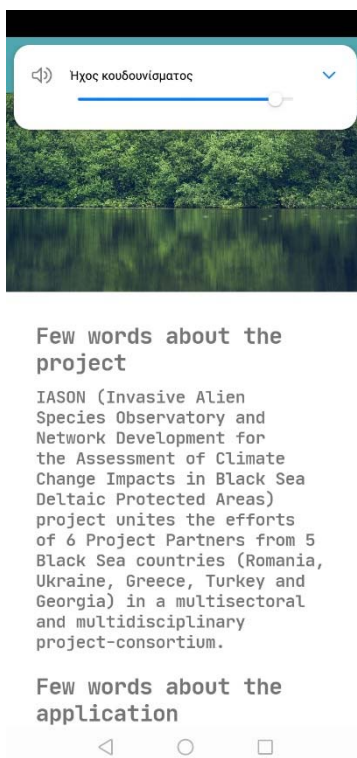 Ήχος κουδουνίσματος
Few words about the
project
IASON (Invasive Alien
Species Observatory and
Network Development for
the Assessment of Climate
Change Impacts in Black Sea
Deltaic Protected Areas)
project unites the efforts
of 6 Project Partners from 5
Black Sea countries (Romania,
Ukraine, Greece, Turkey and
Georgia) in a multisectoral
and multidisciplinary
project-consortium.
Few words about the
application